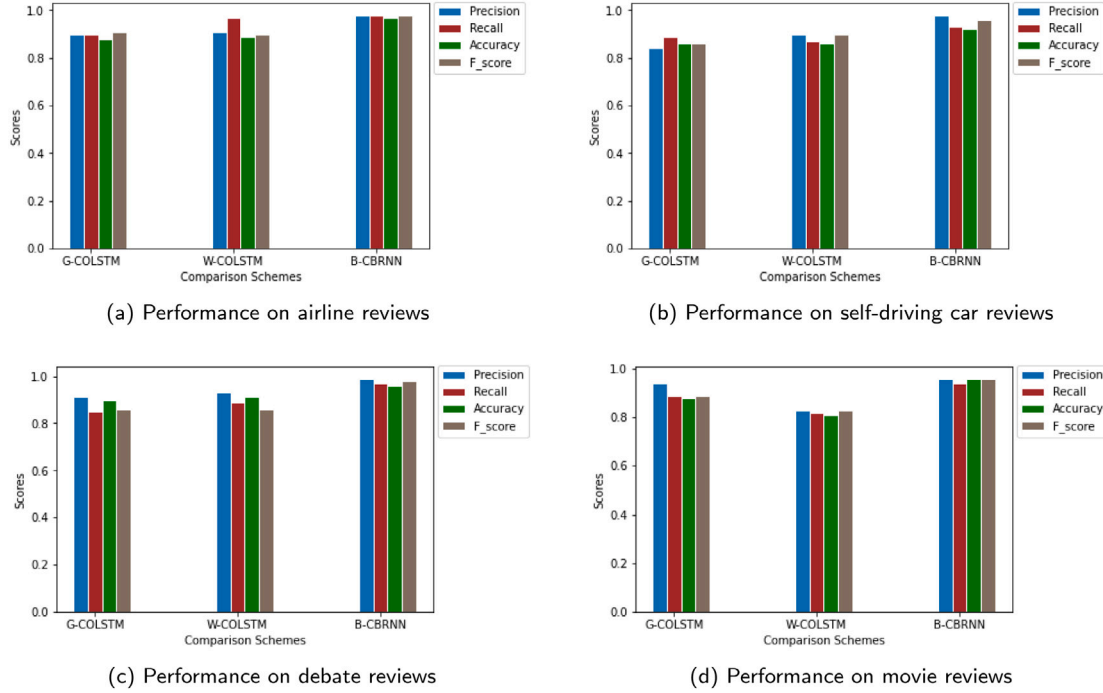 1.0
0.8
0.6
0.4
0.2
0.0
Scores
G-COLSTM
W-COLSTM
B-CBRNN
Comparison Schemes
Precision
Recall
Accuracy
F_score
(a) Performance on airline reviews
1.0
0.8
0.6
0.4
0.2
0.0
Scores
G-COLSTM
W-COLSTM
B-CBRNN
Comparison Schemes
Precision
Recall
Accuracy
F_score
(b) Performance on self-driving car reviews
1.0
0.8
0.6
0.4
0.2
0.0
Scores
G-COLSTM
W-COLSTM
B-CBRNN
Comparison Schemes
Precision
Recall
Accuracy
F_score
(c) Performance on debate reviews
1.0
0.8
0.6
0.4
0.2
0.0
Scores
G-COLSTM
W-COLSTM
B-CBRNN
Comparison Schemes
Precision
Recall
Accuracy
F_score
(d) Performance on movie reviews